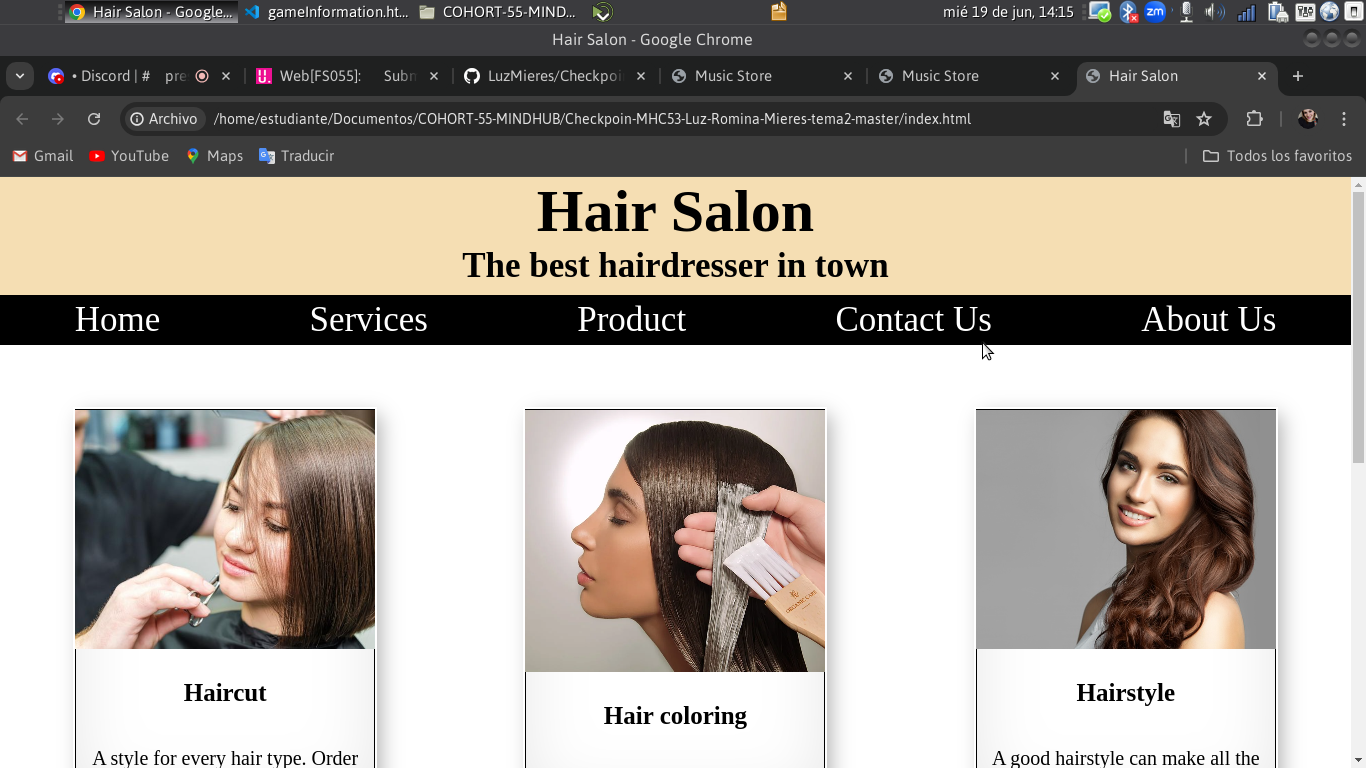 Hair Salon - Google...
gameInformation.ht...
COHORT-55-MIND...
mié 19 de jun, 14:15
zm
Hair Salon - Google Chrome
• Discord | #
Web[FS055]:
LuzMieres/Checkpoi
Music Store
Music Store
Hair Salon
Archivo
/home/estudiante/Documentos/COHORT-55-MINDHUB/Checkpoin-MHC53-Luz-Romina-Mieres-tema2-master/index.html
Gmail
YouTube
Maps
Traducir
Todos los favoritos
Hair Salon
The best hairdresser in town
Home
Services
Product
Contact Us
About Us
ORGANIC CARE
Haircut
Hair coloring
Hairstyle
A style for every hair type. Order
A good hairstyle can make all the